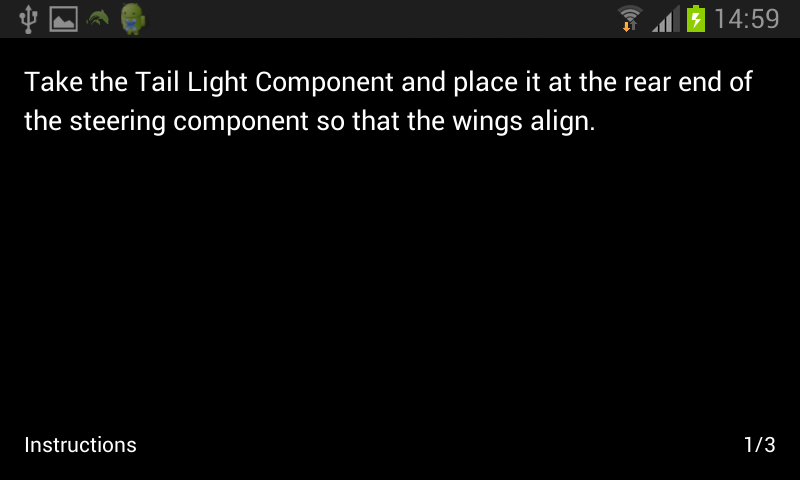 14:59
Take the Tail Light Component and place it at the rear end of
the steering component so that the wings align.
Instructions
1/3